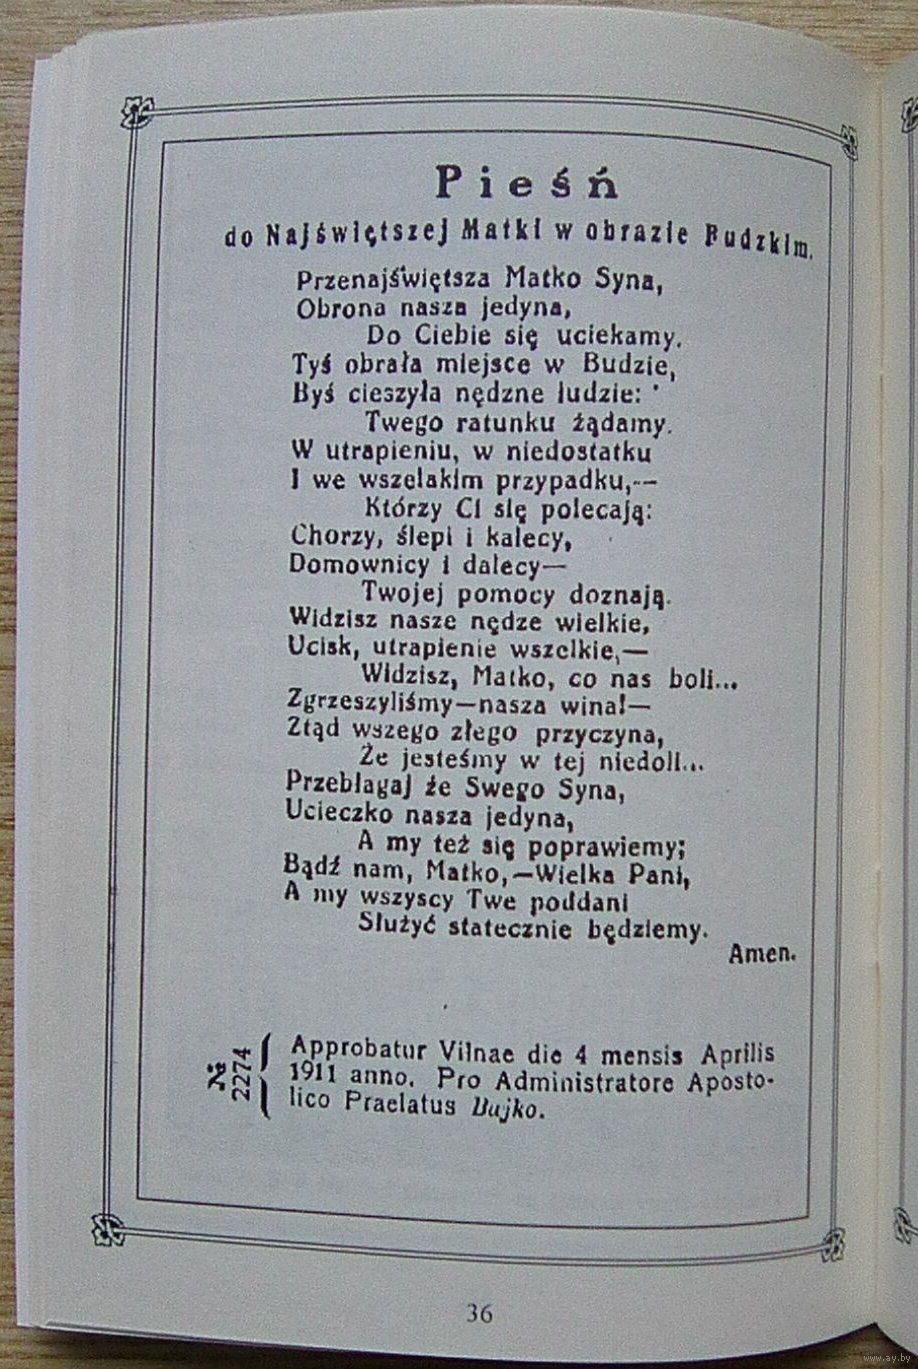 Pieśń
do Najświętszej Matki w obrazie Budzkim.
Przenajświętsza Matko Syna,
Obrona nasza jedyna,
Do Ciebie się uciekamy.
Tyś obrała miejsce w Budzie,
Byś cieszyła nędzne ludzie:
Twego ratunku żądamy.
W utrapieniu, w niedostatku
I we wszelakim przypadku,—
Którzy Ci się polecają:
Chorzy, ślepi i kalecy,
Domownicy i dalecy—
Twojej pomocy doznają.
Widzisz nasze nędze wielkie,
Ucisk, utrapienie wszelkie,—
Widzisz, Matko, co nas boli...
Zgrzeszyliśmy—nasza wina!—
Ztąd wszego złego przyczyna,
Że jesteśmy w tej niedoli...
Przebłagaj że Swego Syna,
Ucieczko nasza jedyna,
A my też się poprawiemy;
Bądź nam, Matko,—Wielka Pani,
A my wszyscy Twe poddani
Służyć statecznie będziemy.
Amen.
№ 2274
Approbatur Vilnae die 4 mensis Aprilis
1911 anno. Pro Administratore Aposto-
lico Praelatus Bajko.
36
www.ay.by